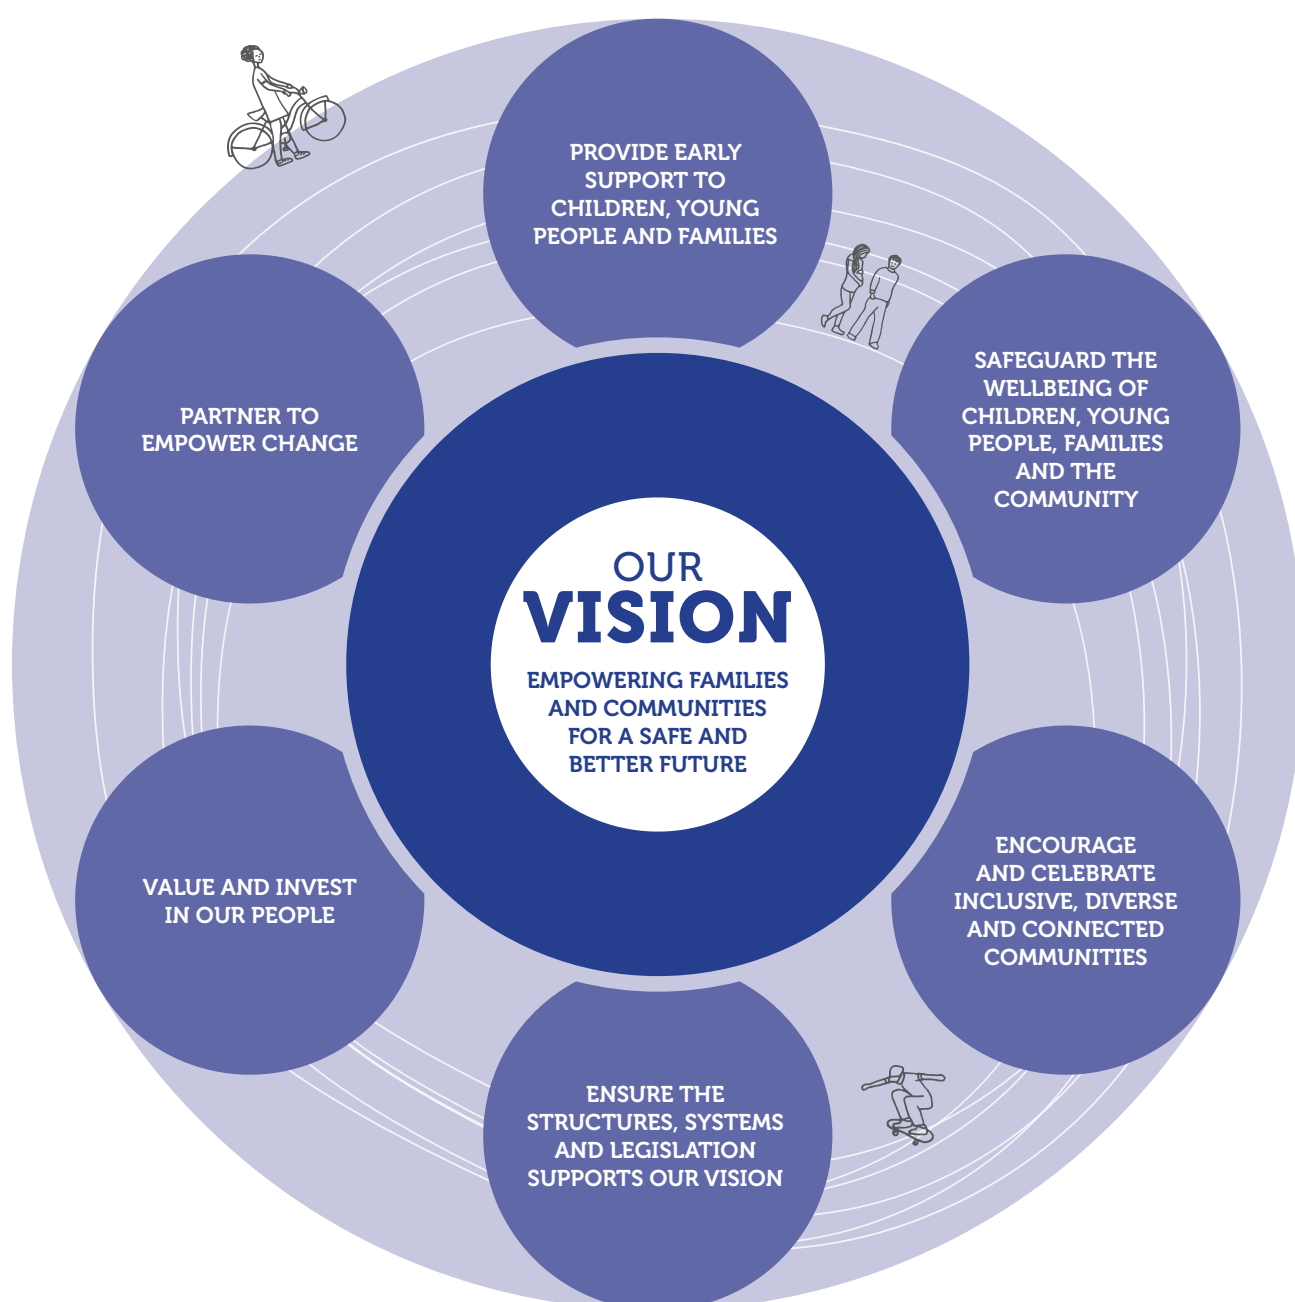 PROVIDE EARLY
SUPPORT TO
CHILDREN, YOUNG
PEOPLE AND FAMILIES
SAFEGUARD THE
WELLBEING OF
CHILDREN, YOUNG
PEOPLE, FAMILIES
AND THE
COMMUNITY
PARTNER TO
EMPOWER CHANGE
OUR
VISION
EMPOWERING FAMILIES
AND COMMUNITIES
FOR A SAFE AND
BETTER FUTURE
ENCOURAGE
AND CELEBRATE
INCLUSIVE, DIVERSE
AND CONNECTED
COMMUNITIES
VALUE AND INVEST
IN OUR PEOPLE
ENSURE THE
STRUCTURES, SYSTEMS
AND LEGISLATION
SUPPORTS OUR VISION